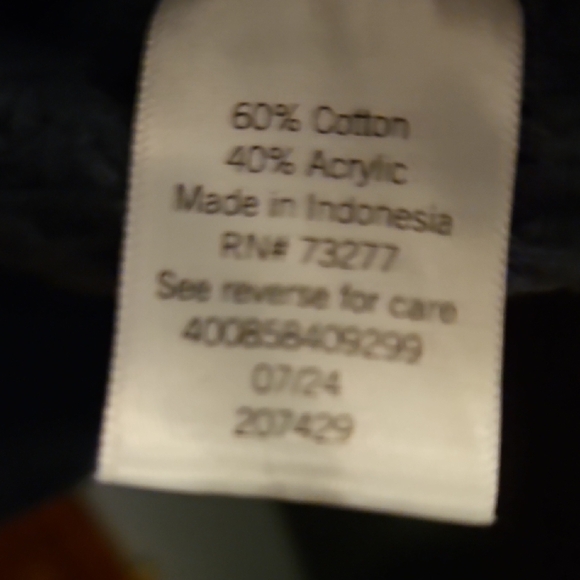 60% Cotton
40% Acrylic
Made in Indonesia
RN# 73277
See reverse for care
400858409299
07/24
207429